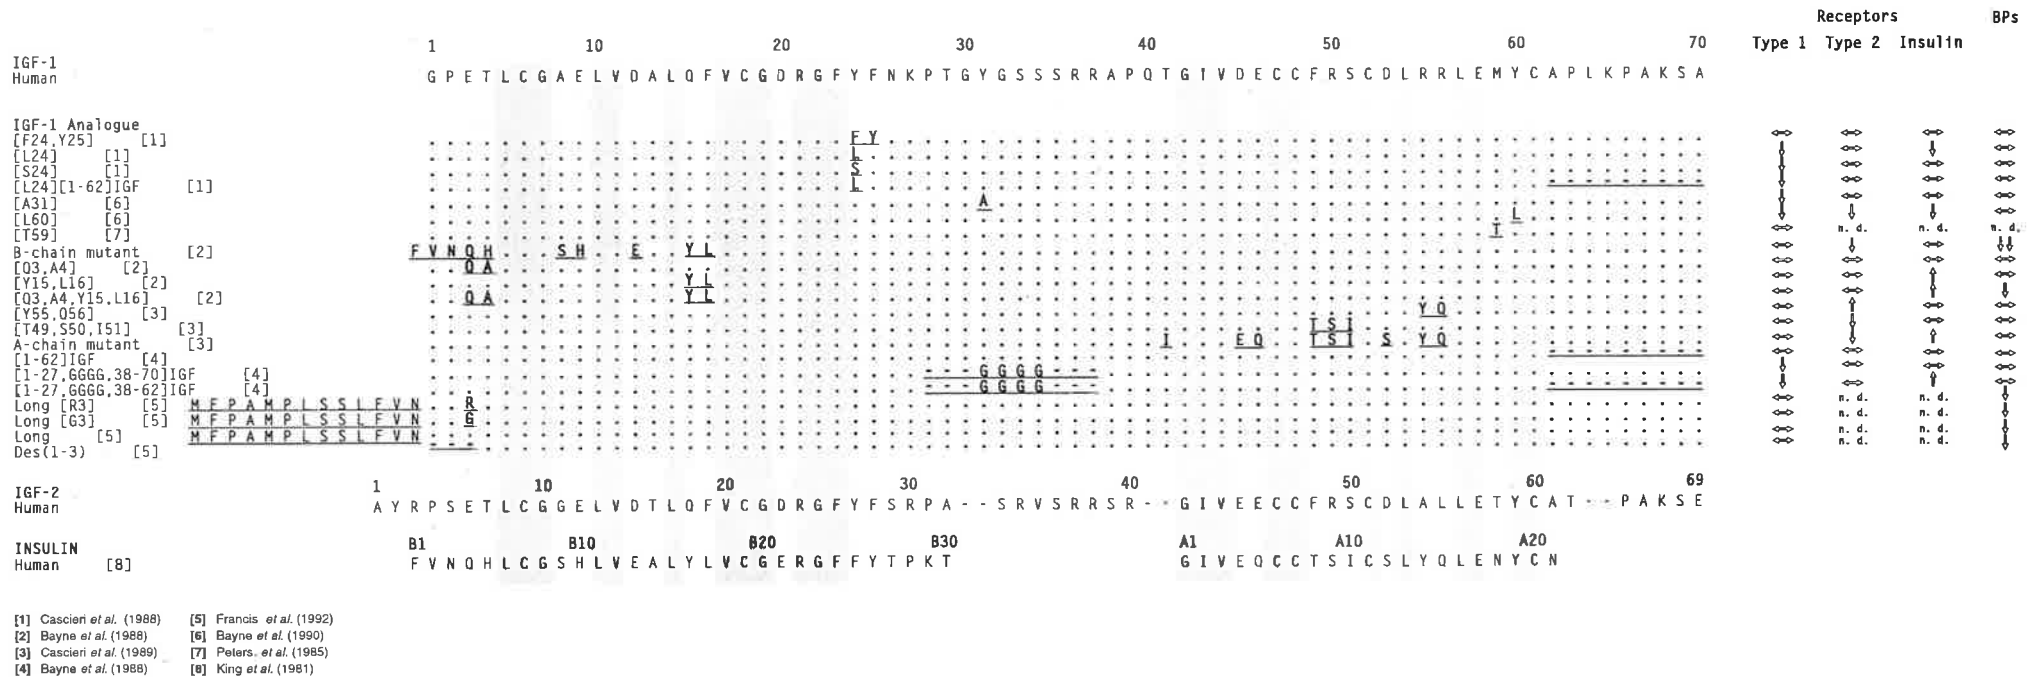 Receptors BPs
1 10 20 30 40 50 60 70 Type 1 Type 2 Insulin
IGF-1
Human G P E T L C G A E L V D A L Q F V C G D R G F Y F N K P T G Y G S S S R R A P Q T G I V D E C C F R S C D L R R L E M Y C A P L K P A K S A
IGF-1 Analogue
[F24,Y25] [1] F Y ⇔ ⇔ ⇔ ⇔
[L24] [1] L
[S24] [1] S
[L24][1-62]IGF [1] L
[A31] [6] A
[L60] [6] L
[T59] [7] T ⇔ n. d. n. d. n. d.
B-chain mutant [2] F V N Q H S H E Y L
[Q3,A4] [2] Q A
[Y15,L16] [2] Y L
[Q3,A4,Y15,L16] [2] Q A Y L
[Y55,Q56] [3] Y Q
[T49,S50,I51] [3] T S I
A-chain mutant [3] I E Q T S I S Y Q
[1-62]IGF [4]
[1-27,GGGG,38-70]IGF [4] - - - G G G G - - -
[1-27,GGGG,38-62]IGF [4] - - - G G G G - - -
Long [R3] [5] M F P A M P L S S L F V N R n. d. n. d.
Long [G3] [5] M F P A M P L S S L F V N G n. d. n. d.
Long [5] M F P A M P L S S L F V N n. d. n. d.
Des(1-3) [5] - - - n. d. n. d.
1 10 20 30 40 50 60 69
IGF-2
Human A Y R P S E T L C G G E L V D T L Q F V C G D R G F Y F S R P A - - S R V S R R S R - - G I V E E C C F R S C D L A L L E T Y C A T - - P A K S E
B1 B10 B20 B30 A1 A10 A20
INSULIN
Human [8] F V N Q H L C G S H L V E A L Y L V C G E R G F F Y T P K T G I V E Q C C T S I C S L Y Q L E N Y C N
[1] Cascieri et al. (1988) [5] Francis et al. (1992)
[2] Bayne et al. (1988) [6] Bayne et al. (1990)
[3] Cascieri et al. (1989) [7] Peters. et al. (1985)
[4] Bayne et al. (1988) [8] King et al. (1981)